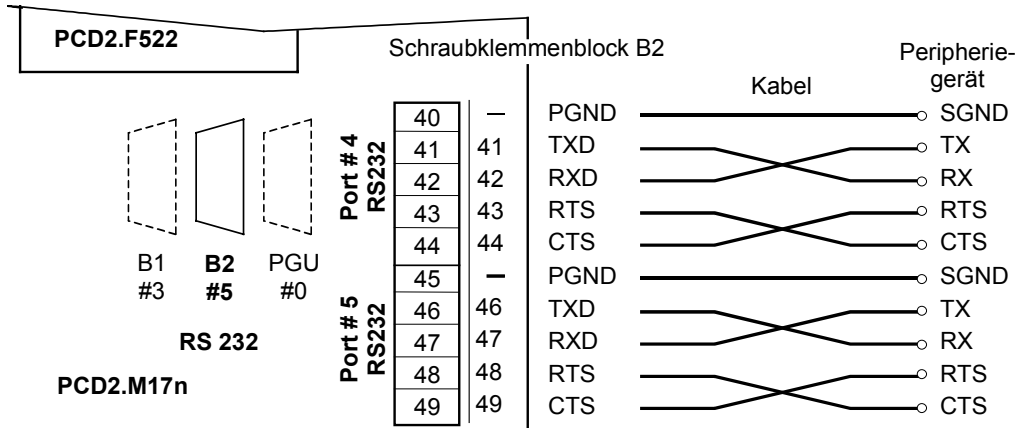 PCD2.F522
Schraubklemmenblock B2
Peripherie-
gerät
Kabel
Port # 4
RS232
40 – PGND SGND
41 41 TXD TX
42 42 RXD RX
43 43 RTS RTS
44 44 CTS CTS
Port # 5
RS232
45 – PGND SGND
46 46 TXD TX
47 47 RXD RX
48 48 RTS RTS
49 49 CTS CTS
B1 B2 PGU
#3 #5 #0
RS 232
PCD2.M17n